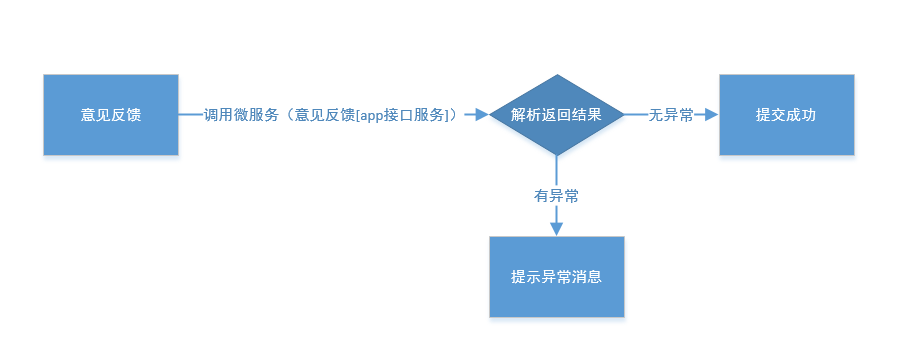 意见反馈
调用微服务（意见反馈[app接口服务]）
解析返回结果
无异常
提交成功
有异常
提示异常消息